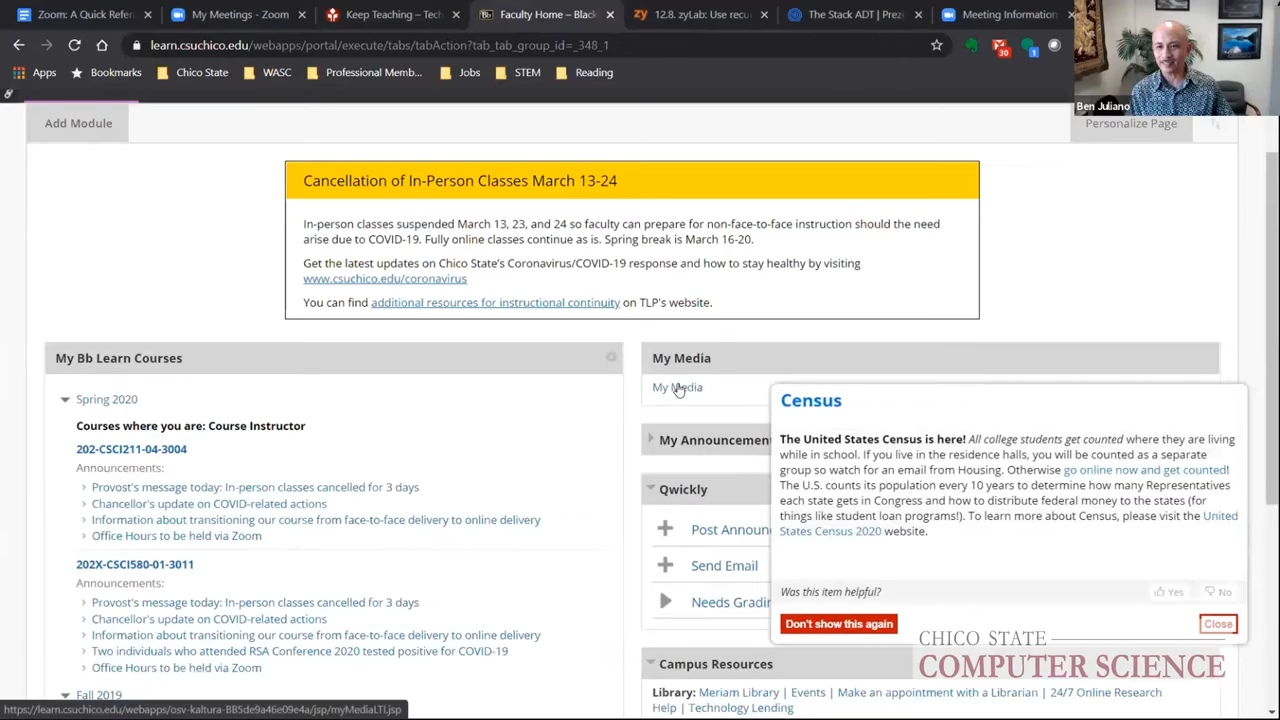 Zoom: A Quick Refere
My Meetings - Zoom
Keep Teaching – Tech
Faculty Home – Black
12.8. zyLab: Use recu
The Stack ADT | Prezi
Meeting Information
learn.csuchico.edu/webapps/portal/execute/tabs/tabAction?tab_tab_group_id=_348_1
30
1
Apps
Bookmarks
Chico State
WASC
Professional Memb...
Jobs
STEM
Reading
Ben Juliano
Add Module
Personalize Page
Cancellation of In-Person Classes March 13-24
In-person classes suspended March 13, 23, and 24 so faculty can prepare for non-face-to-face instruction should the need
arise due to COVID-19. Fully online classes continue as is. Spring break is March 16-20.
Get the latest updates on Chico State's Coronavirus/COVID-19 response and how to stay healthy by visiting
www.csuchico.edu/coronavirus
You can find additional resources for instructional continuity on TLP's website.
My Bb Learn Courses
Spring 2020
Courses where you are: Course Instructor
202-CSCI211-04-3004
Announcements:
Provost's message today: In-person classes cancelled for 3 days
Chancellor's update on COVID-related actions
Information about transitioning our course from face-to-face delivery to online delivery
Office Hours to be held via Zoom
202X-CSCI580-01-3011
Announcements:
Provost's message today: In-person classes cancelled for 3 days
Chancellor's update on COVID-related actions
Information about transitioning our course from face-to-face delivery to online delivery
Two individuals who attended RSA Conference 2020 tested positive for COVID-19
Office Hours to be held via Zoom
Fall 2019
https://learn.csuchico.edu/webapps/osv-kaltura-BB5de9a46e09e4a/jsp/myMediaLTI.jsp
My Media
My Media
My Announcemen
Qwickly
Post Announ
Send Email
Needs Gradin
Census
The United States Census is here! All college students get counted where they are living
while in school. If you live in the residence halls, you will be counted as a separate
group so watch for an email from Housing. Otherwise go online now and get counted!
The U.S. counts its population every 10 years to determine how many Representatives
each state gets in Congress and how to distribute federal money to the states (for
things like student loan programs!). To learn more about Census, please visit the United
States Census 2020 website.
Was this item helpful?
Yes
No
Don't show this again
Close
CHICO STATE
COMPUTER SCIENCE
Campus Resources
Library: Meriam Library | Events | Make an appointment with a Librarian | 24/7 Online Research
Help | Technology Lending